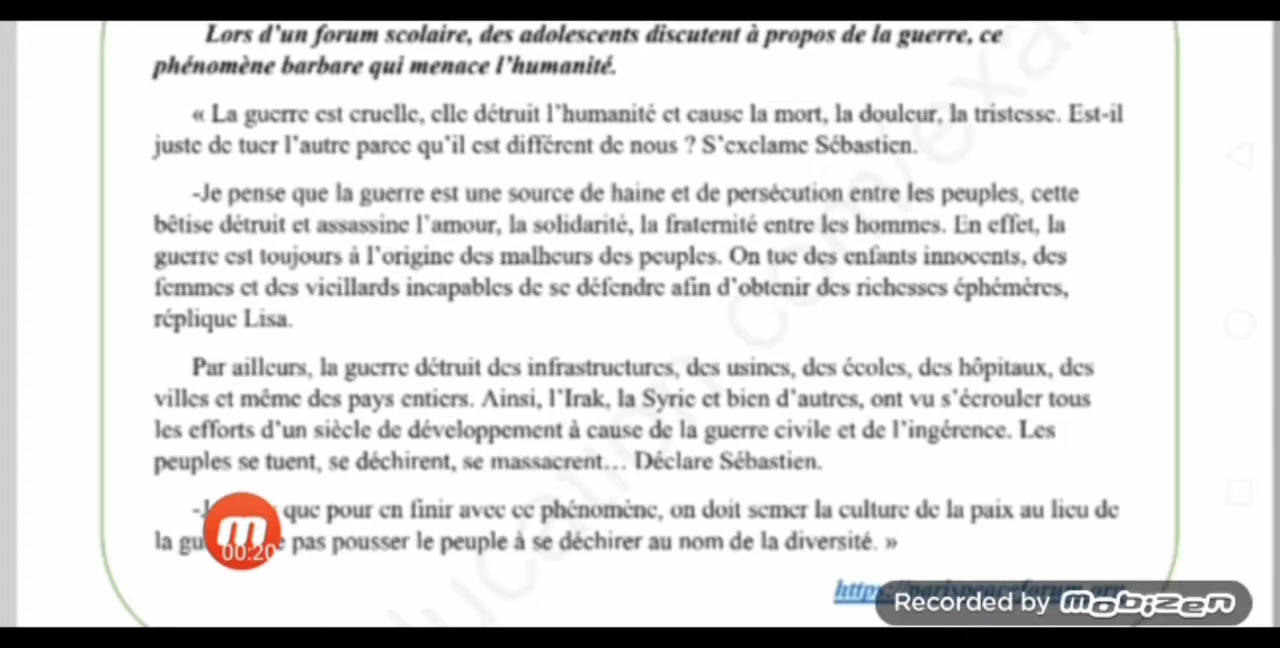 Lors d'un forum scolaire, des adolescents discutent à propos de la guerre, ce
phénomène barbare qui menace l'humanité.
« La guerre est cruelle, elle détruit l'humanité et cause la mort, la douleur, la tristesse. Est-il
juste de tuer l'autre parce qu'il est différent de nous ? S'exclame Sébastien.
-Je pense que la guerre est une source de haine et de persécution entre les peuples, cette
bêtise détruit et assassine l'amour, la solidarité, la fraternité entre les hommes. En effet, la
guerre est toujours à l'origine des malheurs des peuples. On tue des enfants innocents, des
femmes et des vieillards incapables de se défendre afin d'obtenir des richesses éphémères,
réplique Lisa.
Par ailleurs, la guerre détruit des infrastructures, des usines, des écoles, des hôpitaux, des
villes et même des pays entiers. Ainsi, l'Irak, la Syrie et bien d'autres, ont vu s'écrouler tous
les efforts d'un siècle de développement à cause de la guerre civile et de l'ingérence. Les
peuples se tuent, se déchirent, se massacrent… Déclare Sébastien.
que pour en finir avec ce phénomène, on doit semer la culture de la paix au lieu de
la pas pousser le peuple à se déchirer au nom de la diversité. »
00:20
Recorded by mobizen